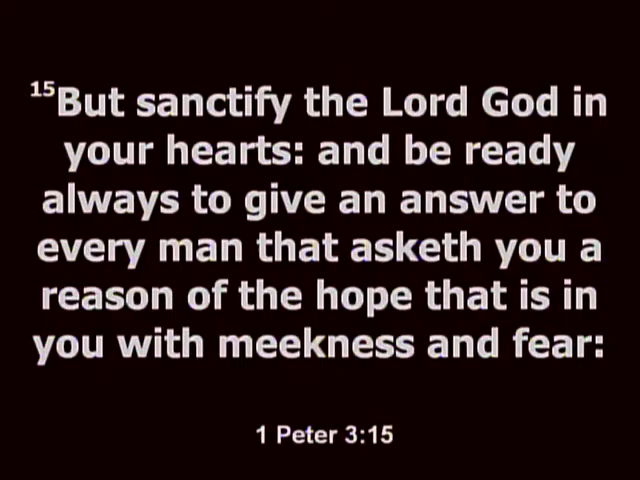 15But sanctify the Lord God in
your hearts: and be ready
always to give an answer to
every man that asketh you a
reason of the hope that is in
you with meekness and fear:
1 Peter 3:15